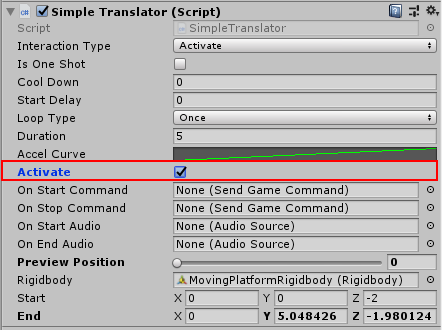 Simple Translator (Script)
Script SimpleTranslator
Interaction Type Activate
Is One Shot
Cool Down 0
Start Delay 0
Loop Type Once
Duration 5
Accel Curve
Activate
On Start Command None (Send Game Command)
On Stop Command None (Send Game Command)
On Start Audio None (Audio Source)
On End Audio None (Audio Source)
Preview Position 0
Rigidbody MovingPlatformRigidbody (Rigidbody)
Start X 0 Y 0 Z -2
End X 0 Y 5.048426 Z -1.980124